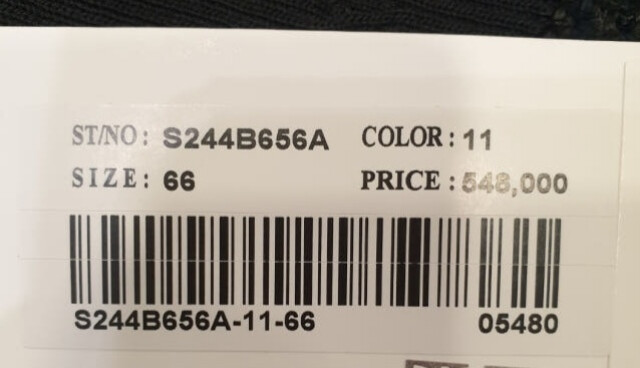 ST/NO: S244B656A COLOR: 11
SIZE: 66 PRICE: 548,000
S244B656A-11-66 05480